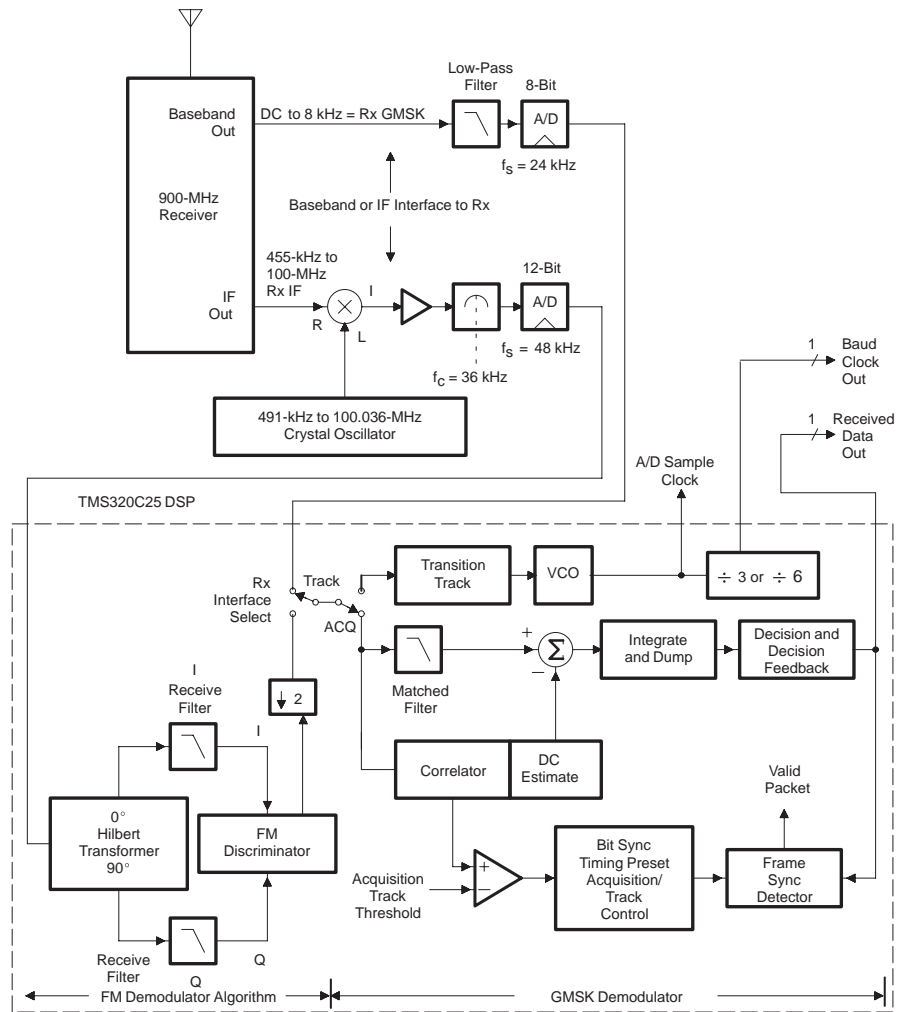 Low-Pass
Filter
8-Bit
Baseband
Out
DC to 8 kHz = Rx GMSK
A/D
fs = 24 kHz
900-MHz
Receiver
Baseband or IF Interface to Rx
455-kHz to
100-MHz
Rx IF
12-Bit
IF
Out
R
I
L
A/D
fs = 48 kHz
fc = 36 kHz
491-kHz to 100.036-MHz
Crystal Oscillator
1
Baud
Clock
Out
1
Received
Data
Out
A/D Sample
Clock
TMS320C25 DSP
Rx
Interface
Select
Track
ACQ
Transition
Track
VCO
÷ 3 or ÷ 6
Matched
Filter
+
−
Σ
Integrate
and Dump
Decision and
Decision
Feedback
↓ 2
I
Receive
Filter
I
Correlator
DC
Estimate
0°
Hilbert
Transformer
90°
FM
Discriminator
Valid
Packet
Acquisition
Track
Threshold
+
−
Bit Sync
Timing Preset
Acquisition/
Track
Control
Frame
Sync
Detector
Receive
Filter
Q
Q
FM Demodulator Algorithm
GMSK Demodulator